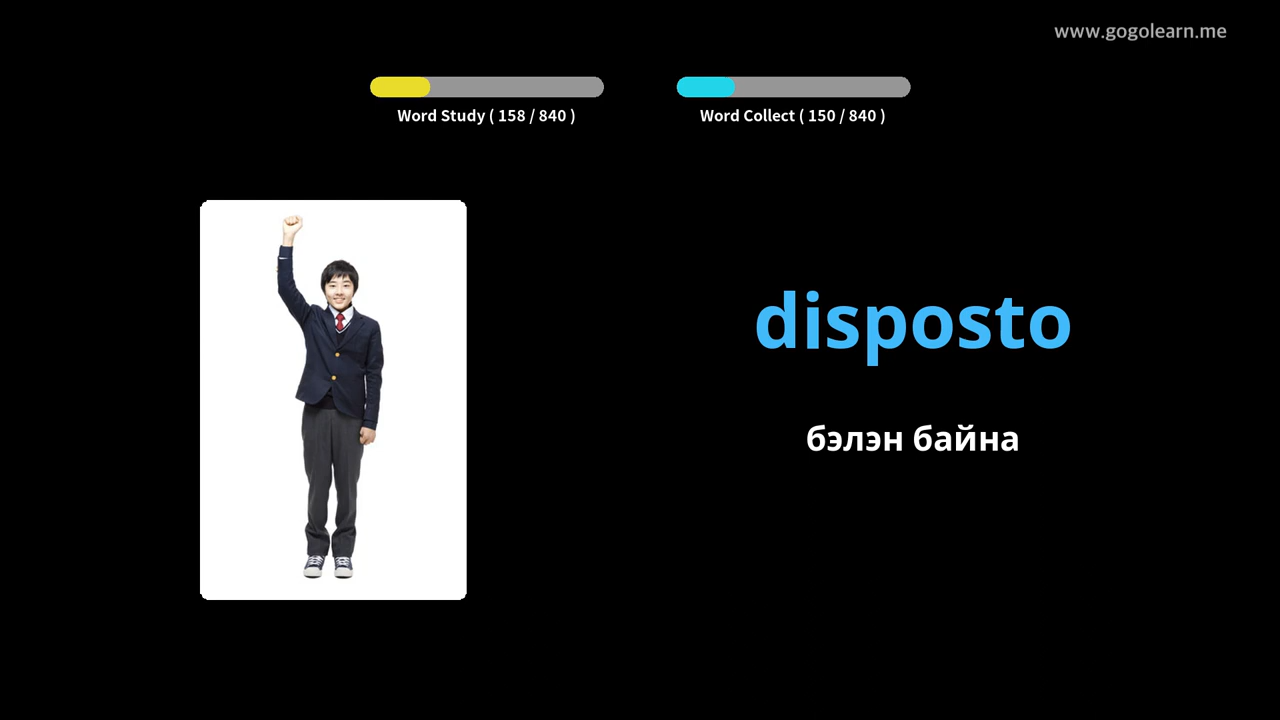 www.gogolearn.me
Word Study ( 158 / 840 )
Word Collect ( 150 / 840 )
disposto
бэлэн байна